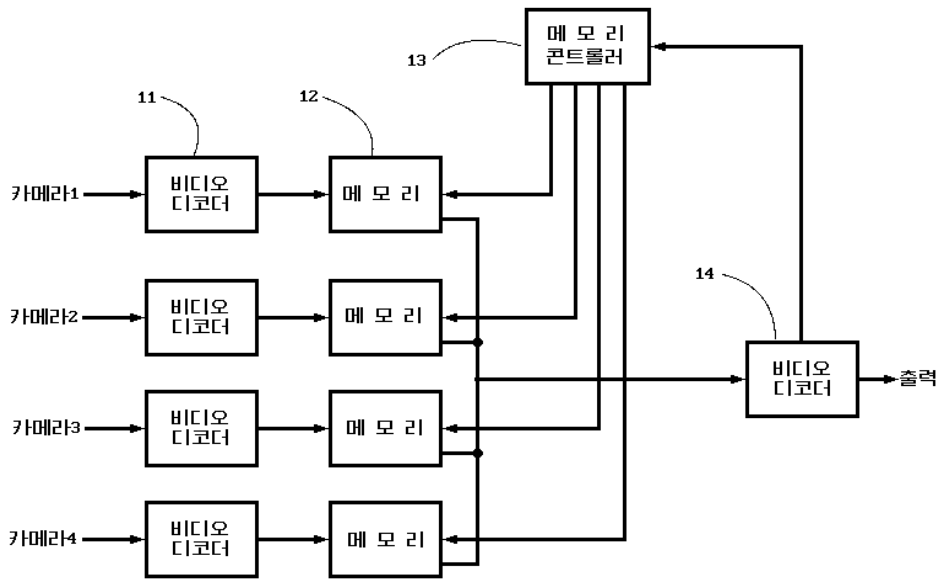 메 모 리
콘트롤러
13
11
12
카메라1
비디오
디코더
메 모 리
카메라2
비디오
디코더
메 모 리
14
비디오
디코더
출력
카메라3
비디오
디코더
메 모 리
카메라4
비디오
디코더
메 모 리